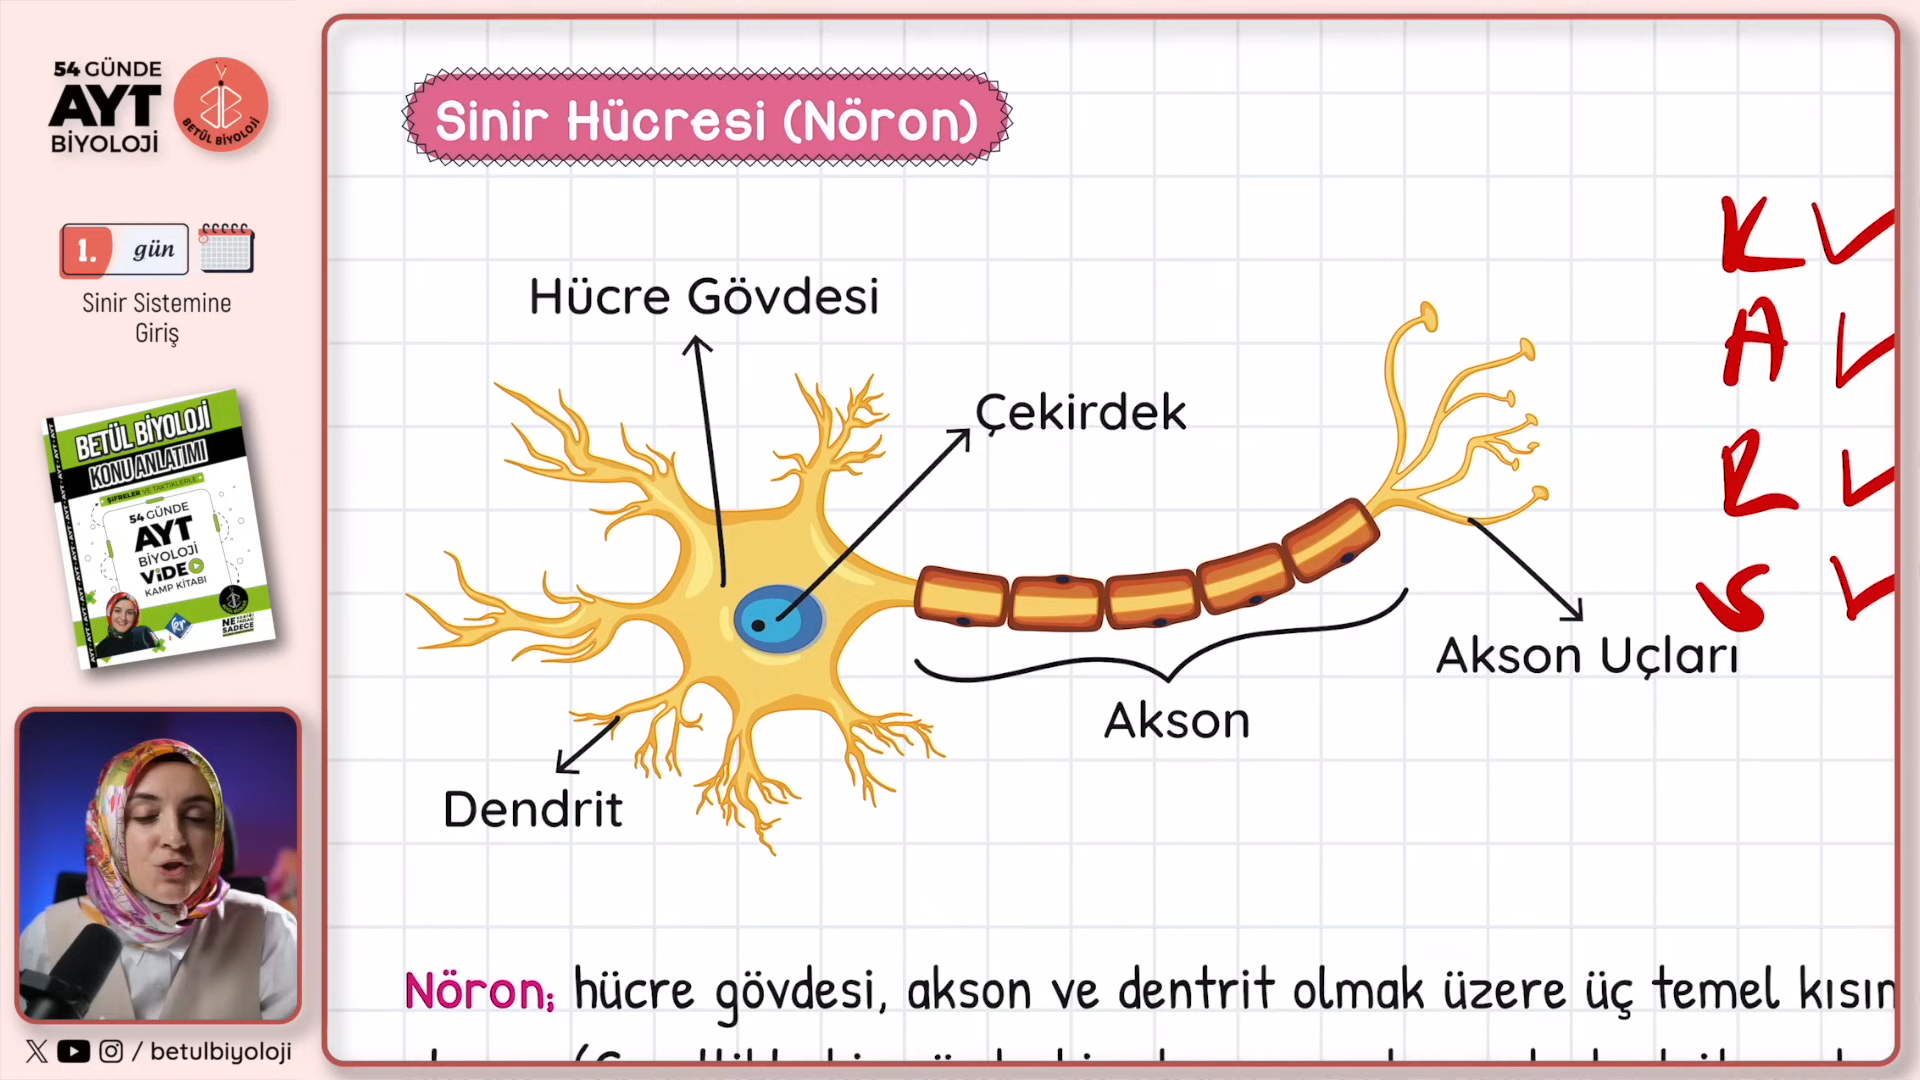 54 GÜNDE
AYT
BİYOLOJİ
BETÜL BİYOLOJİ
1. gün
Sinir Sistemine
Giriş
BETÜL BİYOLOJİ
KONU ANLATIMI
ŞİFRELER VE TAKTİKLERLE
54 GÜNDE
AYT
BİYOLOJİ
VİDEO
KAMP KİTABI
/ betulbiyoloji
Sinir Hücresi (Nöron)
Hücre Gövdesi
Çekirdek
Akson Uçları
Akson
Dendrit
K
A
R
S
Nöron; hücre gövdesi, akson ve dentrit olmak üzere üç temel kısım